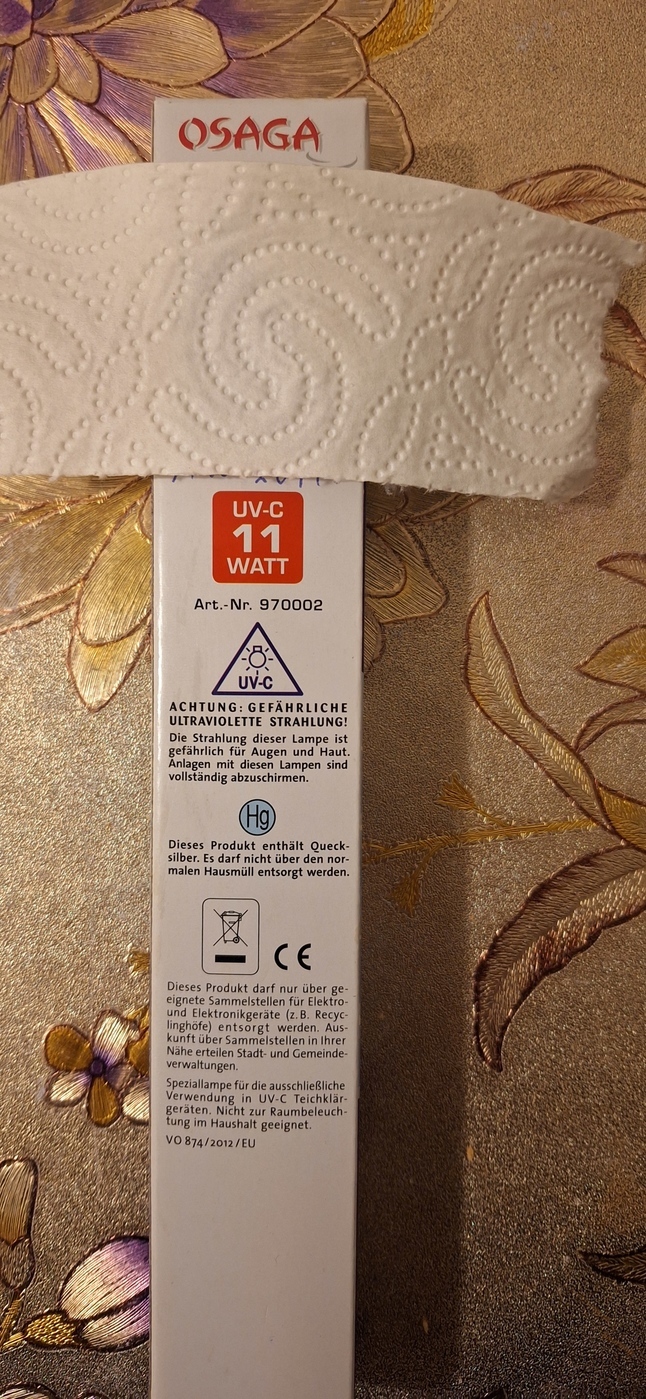 OSAGA
UV-C
11
WATT
Art.-Nr. 970002
UV-C
ACHTUNG: GEFÄHRLICHE
ULTRAVIOLETTE STRAHLUNG!
Die Strahlung dieser Lampe ist
gefährlich für Augen und Haut.
Anlagen mit diesen Lampen sind
vollständig abzuschirmen.
Hg
Dieses Produkt enthält Queck-
silber. Es darf nicht über den nor-
malen Hausmüll entsorgt werden.
CE
Dieses Produkt darf nur über ge-
eignete Sammelstellen für Elektro-
und Elektronikgeräte (z.B. Recyc-
linghöfe) entsorgt werden. Aus-
kunft über Sammelstellen in Ihrer
Nähe erteilen Stadt- und Gemeinde-
verwaltungen.
Speziallampe für die ausschließliche
Verwendung in UV-C Teichklär-
geräten. Nicht zur Raumbeleuch-
tung im Haushalt geeignet.
VO 874/2012/EU